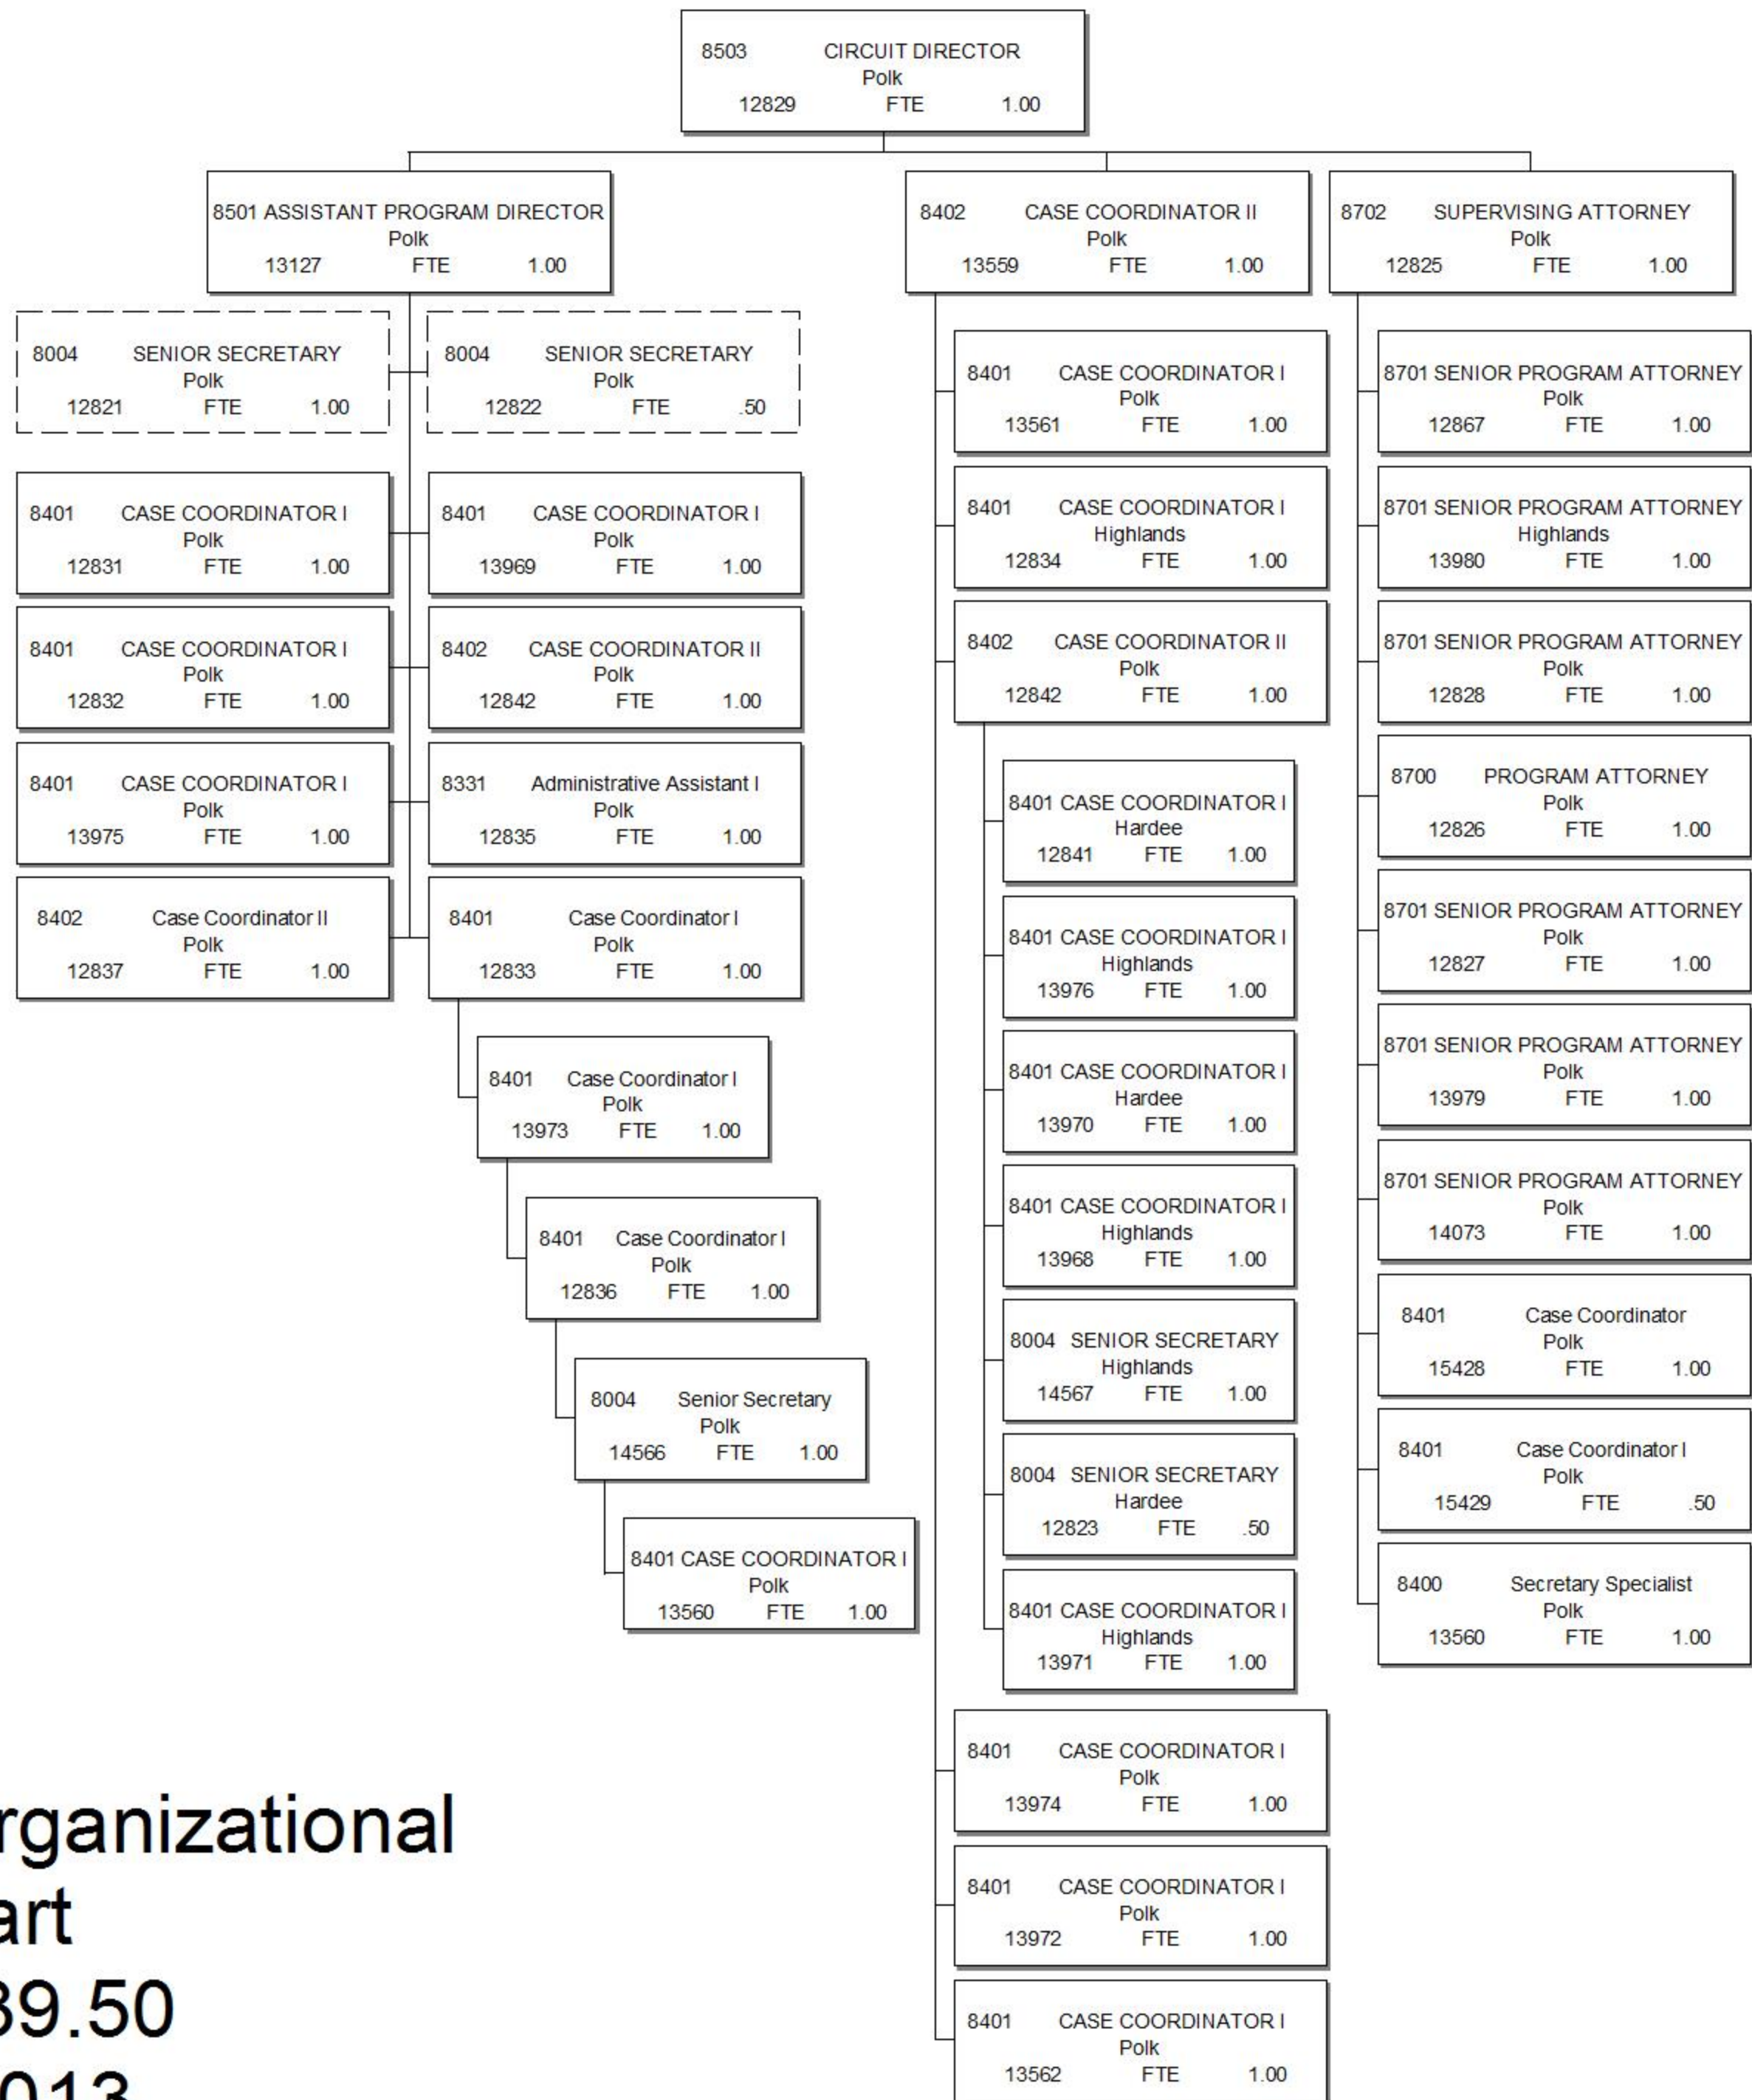 8503 CIRCUIT DIRECTOR
Polk
12829 FTE 1.00
8501 ASSISTANT PROGRAM DIRECTOR
Polk
13127 FTE 1.00
8004 SENIOR SECRETARY
Polk
12821 FTE 1.00
8004 SENIOR SECRETARY
Polk
12822 FTE .50
8401 CASE COORDINATOR I
Polk
12831 FTE 1.00
8401 CASE COORDINATOR I
Polk
13969 FTE 1.00
8401 CASE COORDINATOR I
Polk
12832 FTE 1.00
8402 CASE COORDINATOR II
Polk
12842 FTE 1.00
8401 CASE COORDINATOR I
Polk
13975 FTE 1.00
8331 Administrative Assistant I
Polk
12835 FTE 1.00
8402 Case Coordinator II
Polk
12837 FTE 1.00
8401 Case Coordinator I
Polk
12833 FTE 1.00
8401 Case Coordinator I
Polk
13973 FTE 1.00
8401 Case Coordinator I
Polk
12836 FTE 1.00
8004 Senior Secretary
Polk
14566 FTE 1.00
8401 CASE COORDINATOR I
Polk
13560 FTE 1.00
8402 CASE COORDINATOR II
Polk
13559 FTE 1.00
8401 CASE COORDINATOR I
Polk
13561 FTE 1.00
8401 CASE COORDINATOR I
Highlands
12834 FTE 1.00
8402 CASE COORDINATOR II
Polk
12842 FTE 1.00
8401 CASE COORDINATOR I
Hardee
12841 FTE 1.00
8401 CASE COORDINATOR I
Highlands
13976 FTE 1.00
8401 CASE COORDINATOR I
Hardee
13970 FTE 1.00
8401 CASE COORDINATOR I
Highlands
13968 FTE 1.00
8004 SENIOR SECRETARY
Highlands
14567 FTE 1.00
8004 SENIOR SECRETARY
Hardee
12823 FTE .50
8401 CASE COORDINATOR I
Highlands
13971 FTE 1.00
8401 CASE COORDINATOR I
Polk
13974 FTE 1.00
8401 CASE COORDINATOR I
Polk
13972 FTE 1.00
8401 CASE COORDINATOR I
Polk
13562 FTE 1.00
8702 SUPERVISING ATTORNEY
Polk
12825 FTE 1.00
8701 SENIOR PROGRAM ATTORNEY
Polk
12867 FTE 1.00
8701 SENIOR PROGRAM ATTORNEY
Highlands
13980 FTE 1.00
8701 SENIOR PROGRAM ATTORNEY
Polk
12828 FTE 1.00
8700 PROGRAM ATTORNEY
Polk
12826 FTE 1.00
8701 SENIOR PROGRAM ATTORNEY
Polk
12827 FTE 1.00
8701 SENIOR PROGRAM ATTORNEY
Polk
13979 FTE 1.00
8701 SENIOR PROGRAM ATTORNEY
Polk
14073 FTE 1.00
8401 Case Coordinator
Polk
15428 FTE 1.00
8401 Case Coordinator I
Polk
15429 FTE .50
8400 Secretary Specialist
Polk
13560 FTE 1.00
rganizational
art
39.50
013